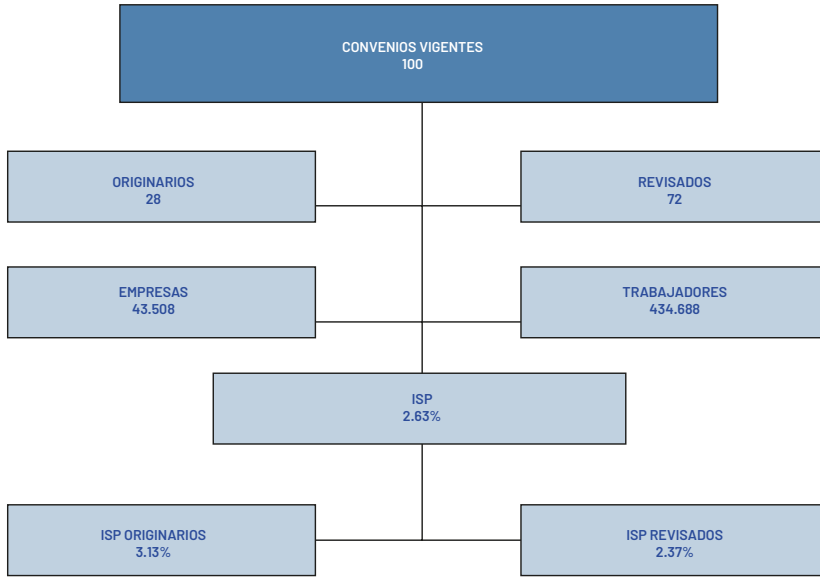 CONVENIOS VIGENTES
100
ORIGINARIOS
28
REVISADOS
72
EMPRESAS
43.508
TRABAJADORES
434.688
ISP
2.63%
ISP ORIGINARIOS
3.13%
ISP REVISADOS
2.37%